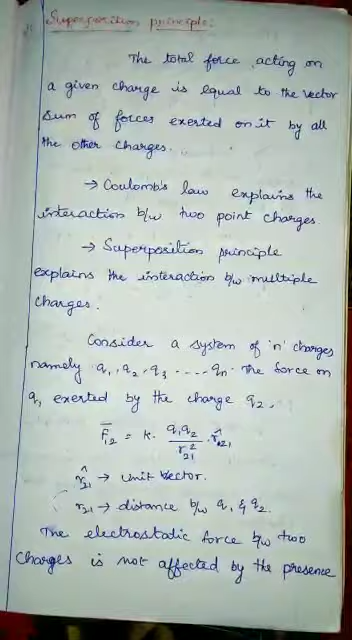 Superposition principle:
The total force acting on
a given charge is equal to the vector
sum of forces exerted on it by all
the other charges.
→ Coulomb's law explains the
interaction b/w two point charges.
→ Superposition principle
explains the interaction b/w multiple
charges.
Consider a system of 'n' charges
namely q₁, q₂, q₃ ---- qn. The force on
q₁ exerted by the charge q₂,
F̅₁₂ = k. q₁q₂ / r₂₁² . r̂₂₁
r̂₂₁ → unit vector.
r₂₁ → distance b/w q₁ & q₂.
The electrostatic force b/w two
charges is not affected by the presence